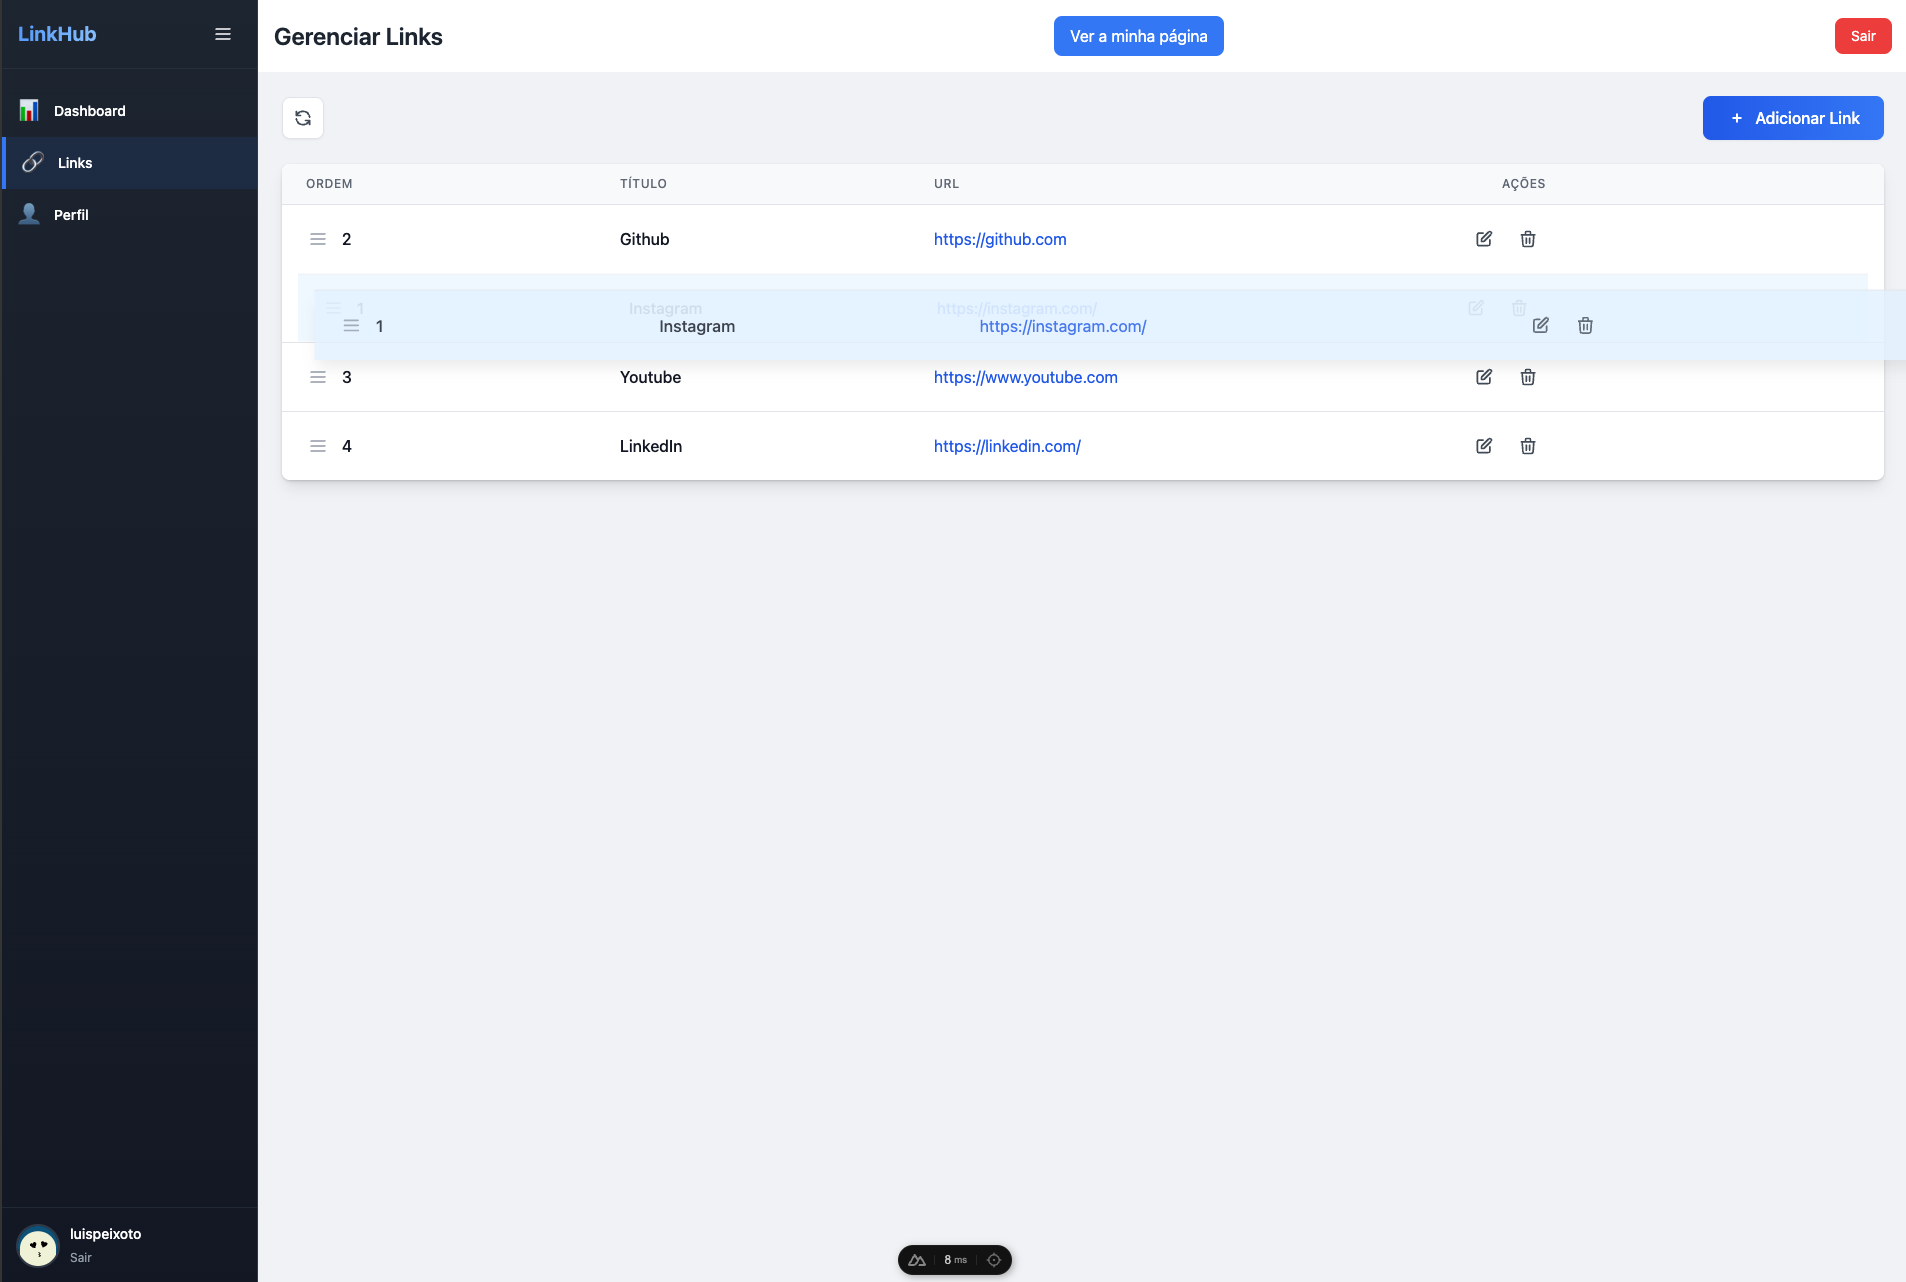 LinkHub
Gerenciar Links
Ver a minha página
Sair
Dashboard
Links
Perfil
+ Adicionar Link
ORDEM TÍTULO URL AÇÕES
2 Github https://github.com
1 Instagram https://instagram.com/
1 Instagram https://instagram.com/
3 Youtube https://www.youtube.com
4 LinkedIn https://linkedin.com/
luispeixoto
Sair
8 ms